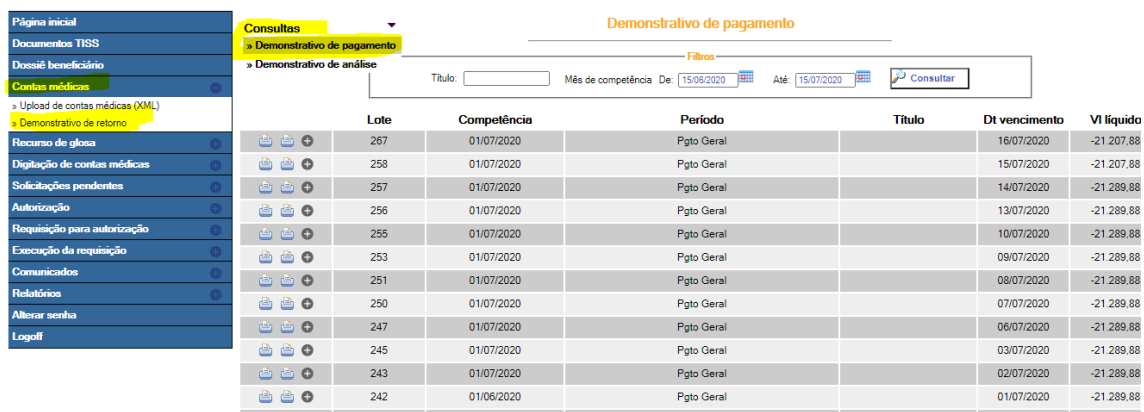 Página inicial
Documentos TISS
Dossiê beneficiário
Contas médicas
» Upload de contas médicas (XML)
» Demonstrativo de retorno
Recurso de glosa
Digitação de contas médicas
Solicitações pendentes
Autorização
Requisição para autorização
Execução da requisição
Comunicados
Relatórios
Alterar senha
Logoff
Consultas
» Demonstrativo de pagamento
» Demonstrativo de análise
Demonstrativo de pagamento
Filtros
Título: Mês de competência De: 15/06/2020 Até: 15/07/2020 Consultar
Lote Competência Período Título Dt vencimento Vl líquido
267 01/07/2020 Pgto Geral 16/07/2020 -21.207,88
258 01/07/2020 Pgto Geral 15/07/2020 -21.207,88
257 01/07/2020 Pgto Geral 14/07/2020 -21.289,88
256 01/07/2020 Pgto Geral 13/07/2020 -21.289,88
255 01/07/2020 Pgto Geral 10/07/2020 -21.289,88
253 01/07/2020 Pgto Geral 09/07/2020 -21.289,88
251 01/07/2020 Pgto Geral 08/07/2020 -21.289,88
250 01/07/2020 Pgto Geral 07/07/2020 -21.289,88
247 01/07/2020 Pgto Geral 06/07/2020 -21.289,88
245 01/07/2020 Pgto Geral 03/07/2020 -21.289,88
243 01/07/2020 Pgto Geral 02/07/2020 -21.289,88
242 01/06/2020 Pgto Geral 01/07/2020 -21.289,88